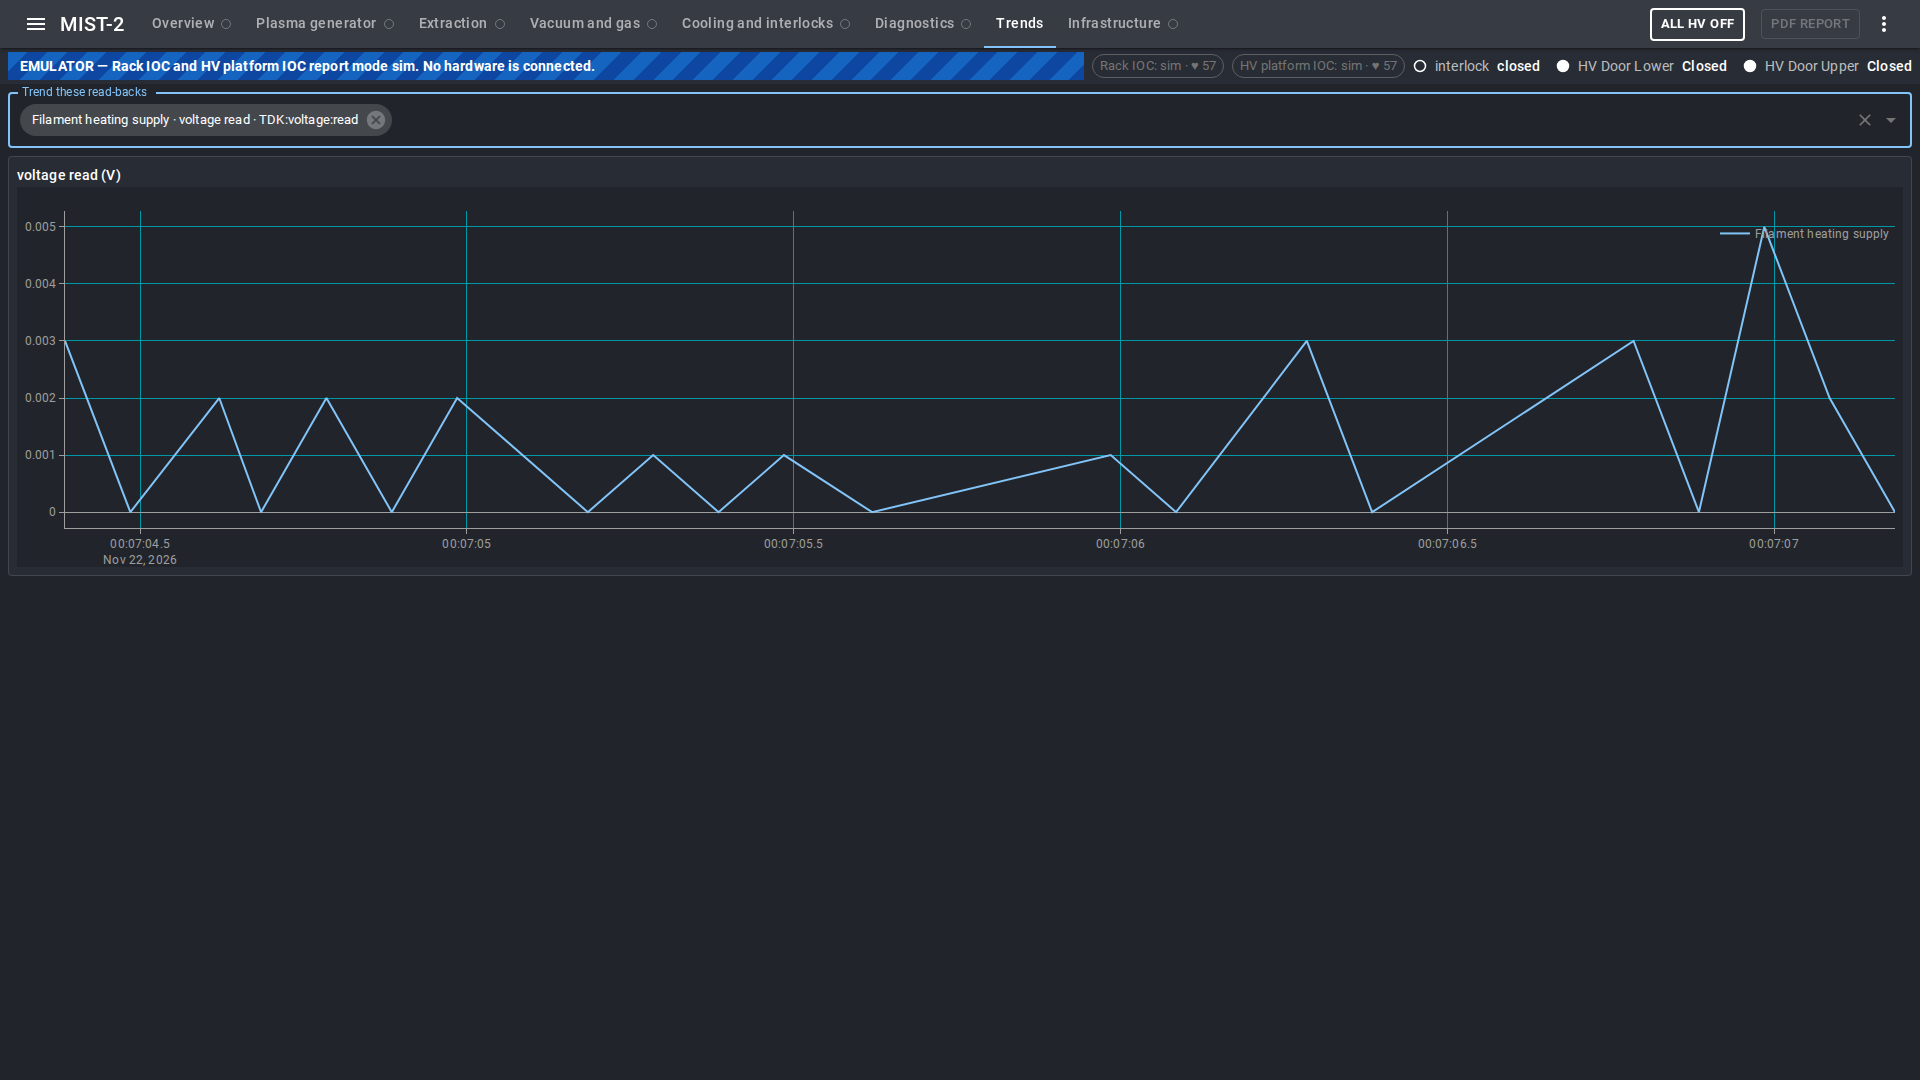 MIST-2
Overview
Plasma generator
Extraction
Vacuum and gas
Cooling and interlocks
Diagnostics
Trends
Infrastructure
ALL HV OFF
PDF REPORT
EMULATOR — Rack IOC and HV platform IOC report mode sim. No hardware is connected.
Rack IOC: sim · ♥ 57
HV platform IOC: sim · ♥ 57
interlock closed
HV Door Lower Closed
HV Door Upper Closed
Trend these read-backs
Filament heating supply · voltage read · TDK:voltage:read
voltage read (V)
Filament heating supply
0.005
0.004
0.003
0.002
0.001
0
00:07:04.5
Nov 22, 2026
00:07:05
00:07:05.5
00:07:06
00:07:06.5
00:07:07